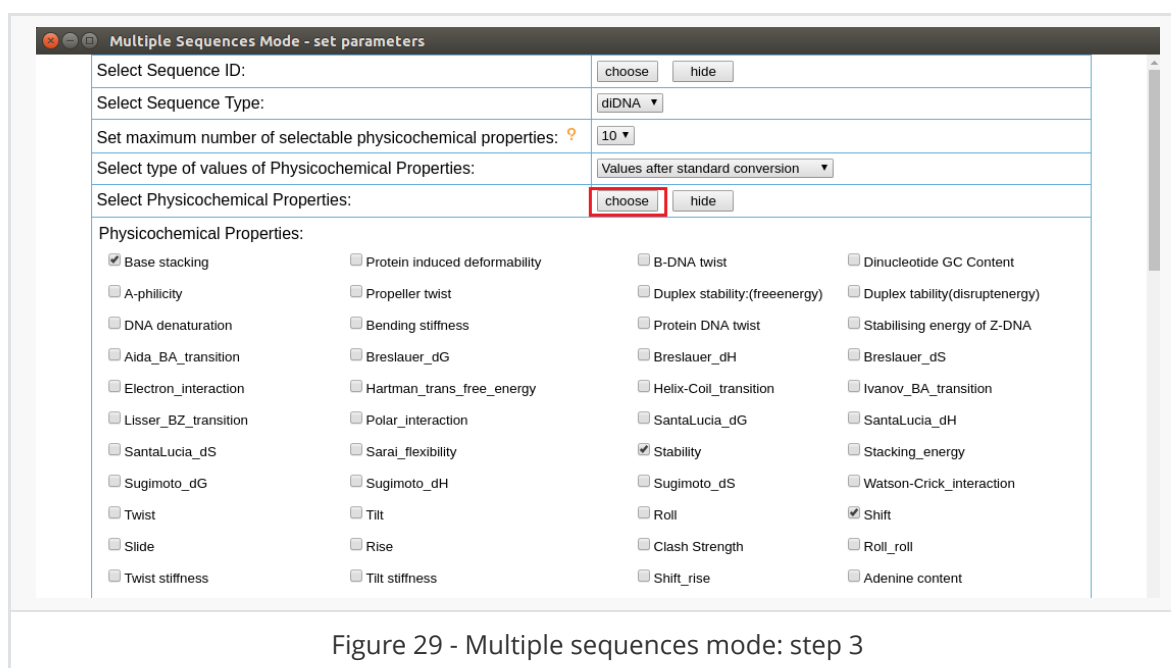 Multiple Sequences Mode - set parameters
Select Sequence ID: choose hide
Select Sequence Type: diDNA
Set maximum number of selectable physicochemical properties: ? 10
Select type of values of Physicochemical Properties: Values after standard conversion
Select Physicochemical Properties: choose hide
Physicochemical Properties:
Base stacking Protein induced deformability B-DNA twist Dinucleotide GC Content
A-philicity Propeller twist Duplex stability:(freeenergy) Duplex tability(disruptenergy)
DNA denaturation Bending stiffness Protein DNA twist Stabilising energy of Z-DNA
Aida_BA_transition Breslauer_dG Breslauer_dH Breslauer_dS
Electron_interaction Hartman_trans_free_energy Helix-Coil_transition Ivanov_BA_transition
Lisser_BZ_transition Polar_interaction SantaLucia_dG SantaLucia_dH
SantaLucia_dS Sarai_flexibility Stability Stacking_energy
Sugimoto_dG Sugimoto_dH Sugimoto_dS Watson-Crick_interaction
Twist Tilt Roll Shift
Slide Rise Clash Strength Roll_roll
Twist stiffness Tilt stiffness Shift_rise Adenine content
Figure 29 - Multiple sequences mode: step 3